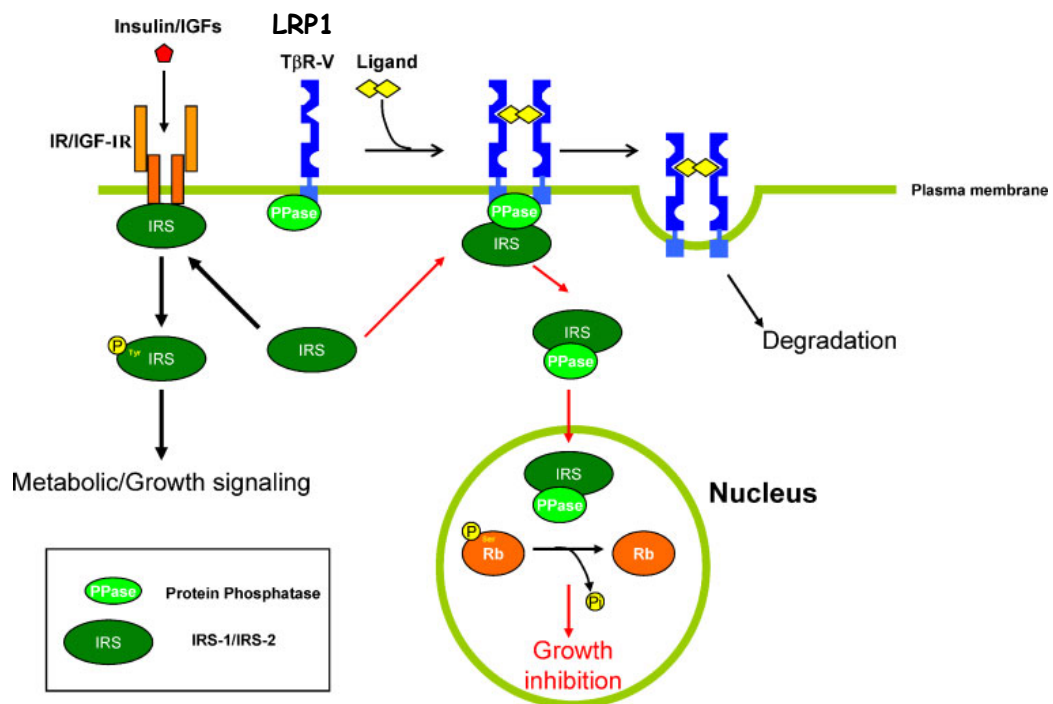 Insulin/IGFs
LRP1
TβR-V
Ligand
IR/IGF-IR
PPase
PPase
IRS
IRS
Plasma membrane
P
Tyr
IRS
IRS
IRS
PPase
Degradation
Metabolic/Growth signaling
IRS
PPase
Nucleus
P
Ser
Rb
Rb
Pi
Growth
inhibition
PPase
Protein Phosphatase
IRS
IRS-1/IRS-2